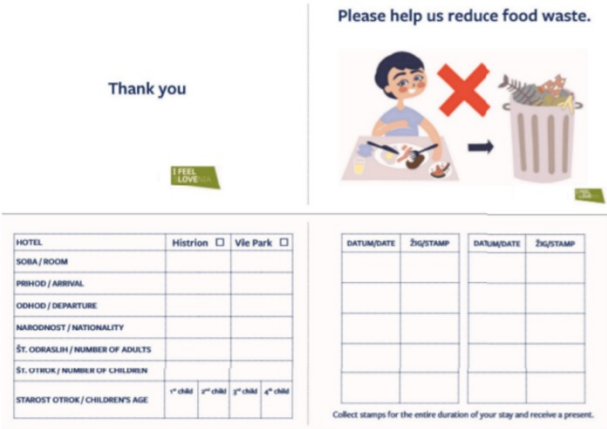 Thank you
I FEEL
LOVE
Please help us reduce food waste.
HOTEL Histrion ☐ Vile Park ☐
SOBA / ROOM
PRIHOD / ARRIVAL
ODHOD / DEPARTURE
NARODNOST / NATIONALITY
ŠT. ODRASLIH / NUMBER OF ADULTS
ŠT. OTROK / NUMBER OF CHILDREN
STAROST OTROK / CHILDREN'S AGE 1st child 2nd child 3rd child 4th child
DATUM/DATE ŽIG/STAMP DATUM/DATE ŽIG/STAMP
Collect stamps for the entire duration of your stay and receive a present.